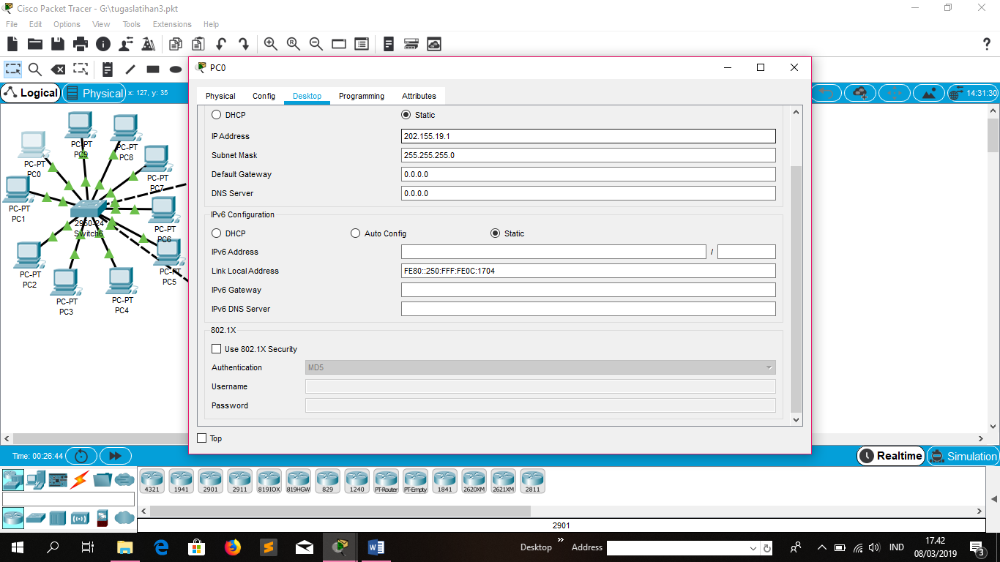 Cisco Packet Tracer - G:\tugaslatihan3.pkt
File Edit Options View Tools Extensions Help
?
PC0
Logical
Physical
x: 127, y: 35
14:31:30
Physical Config Desktop Programming Attributes
DHCP Static
IP Address 202.155.19.1
Subnet Mask 255.255.255.0
Default Gateway 0.0.0.0
DNS Server 0.0.0.0
IPv6 Configuration
DHCP Auto Config Static
IPv6 Address /
Link Local Address FE80::250:FFF:FE0C:1704
IPv6 Gateway
IPv6 DNS Server
802.1X
Use 802.1X Security
Authentication MD5
Username
Password
Top
PC-PT
PC9
PC-PT
PC8
PC-PT
PC0
PC-PT
PC7
PC-PT
PC1
PC-PT
PC6
2950-24
Switch6
PC-PT
PC2
PC-PT
PC5
PC-PT
PC3
PC-PT
PC4
Time: 00:26:44
Realtime
Simulation
4321 1941 2901 2911 819IOX 819HGW 829 1240 PT-Router PT-Empty 1841 2620XM 2621XM 2811
2901
Desktop » Address
IND
17.42
08/03/2019
3